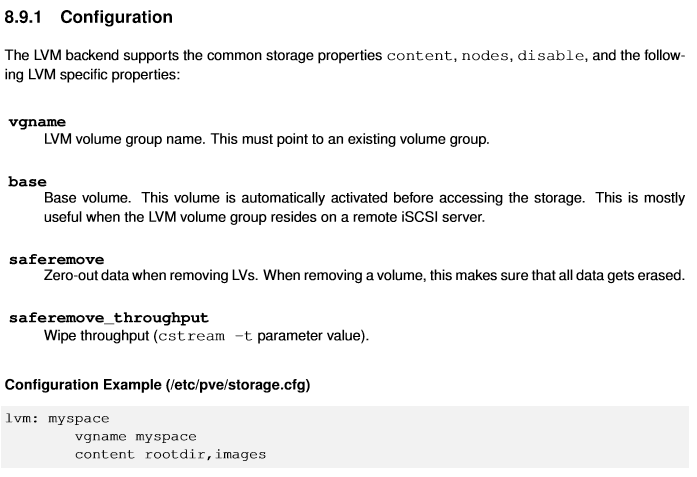 8.9.1 Configuration
The LVM backend supports the common storage properties content, nodes, disable, and the follow-
ing LVM specific properties:
vgname
LVM volume group name. This must point to an existing volume group.
base
Base volume. This volume is automatically activated before accessing the storage. This is mostly
useful when the LVM volume group resides on a remote iSCSI server.
saferemove
Zero-out data when removing LVs. When removing a volume, this makes sure that all data gets erased.
saferemove_throughput
Wipe throughput (cstream -t parameter value).
Configuration Example (/etc/pve/storage.cfg)
lvm: myspace
vgname myspace
content rootdir,images